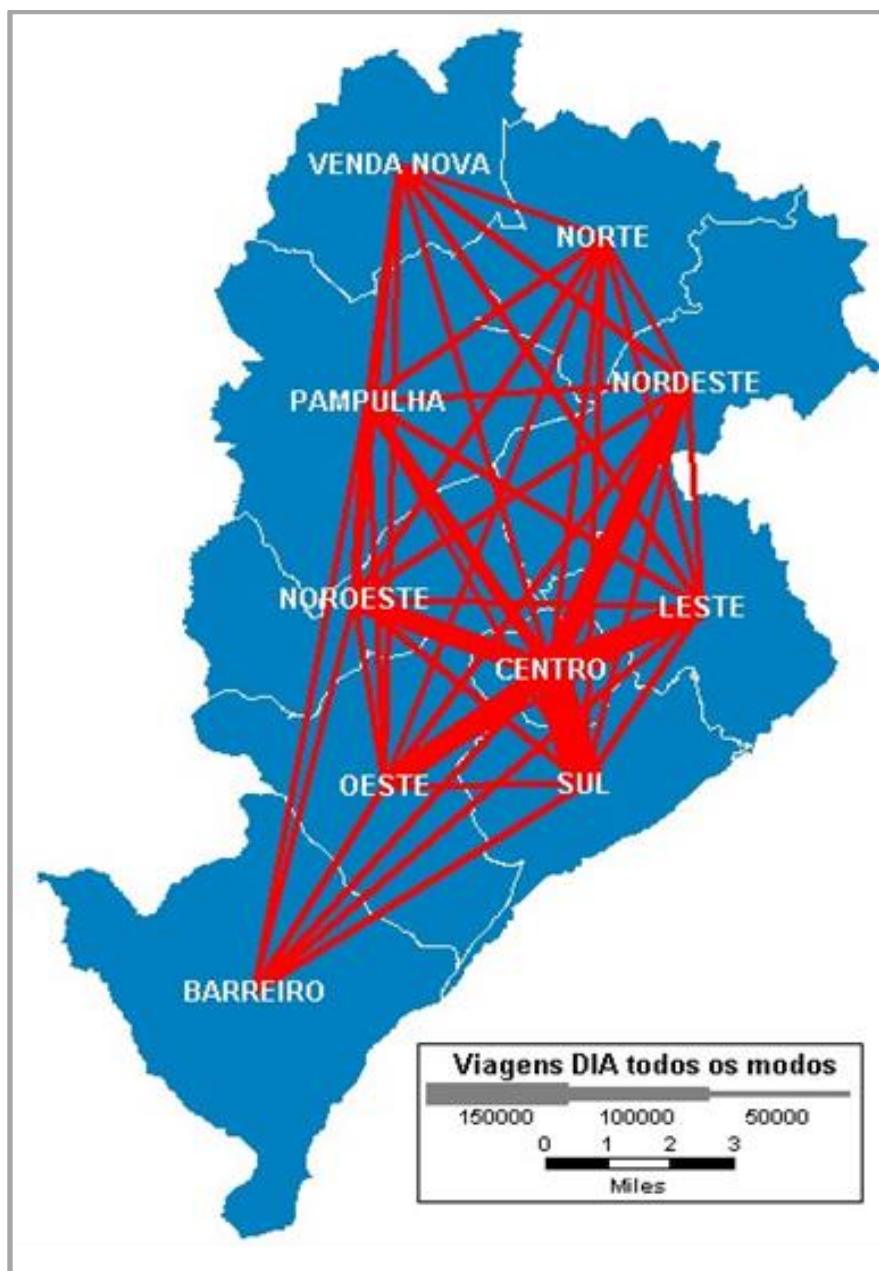 VENDA NOVA
NORTE
NORDESTE
PAMPULHA
NOROESTE
LESTE
CENTRO
OESTE
SUL
BARREIRO
Viagens DIA todos os modos
150000 100000 50000
0 1 2 3
Miles